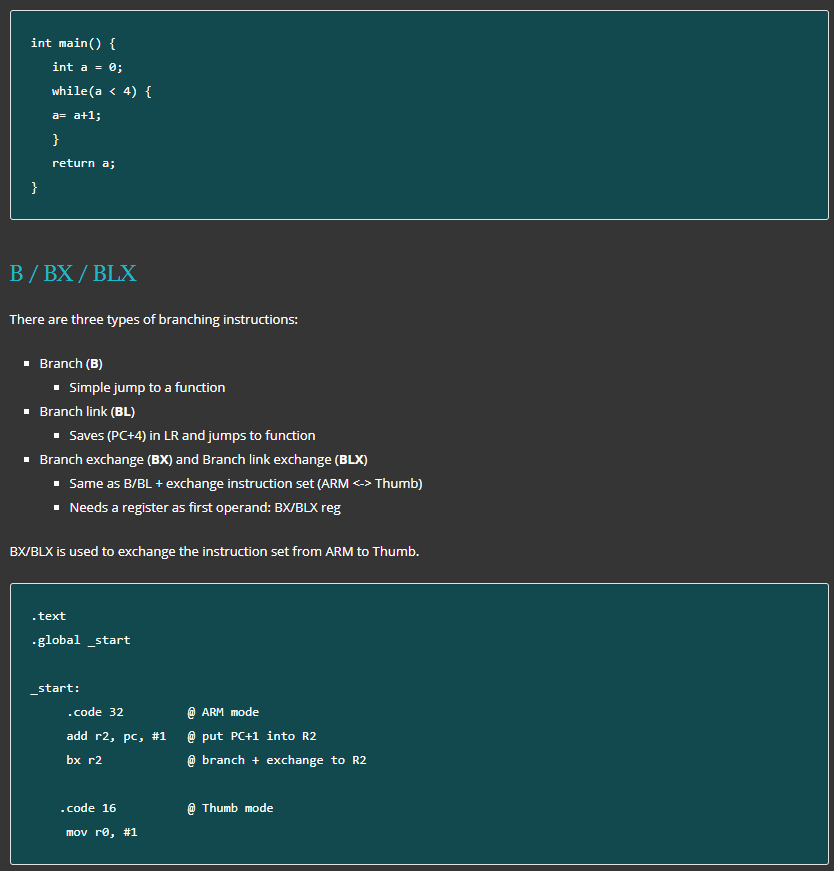 int main() {
   int a = 0;
   while(a < 4) {
   a= a+1;
   }
   return a;
}
B / BX / BLX
There are three types of branching instructions:
Branch (B)
Simple jump to a function
Branch link (BL)
Saves (PC+4) in LR and jumps to function
Branch exchange (BX) and Branch link exchange (BLX)
Same as B/BL + exchange instruction set (ARM <-> Thumb)
Needs a register as first operand: BX/BLX reg
BX/BLX is used to exchange the instruction set from ARM to Thumb.
.text
.global _start
_start:
     .code 32         @ ARM mode
     add r2, pc, #1   @ put PC+1 into R2
     bx r2            @ branch + exchange to R2
    .code 16          @ Thumb mode
     mov r0, #1